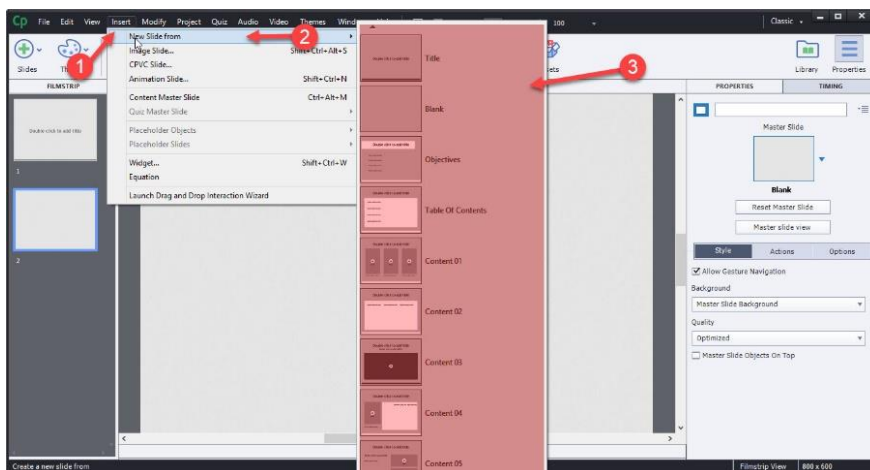 Cp File Edit View Insert Modify Project Quiz Audio Video Themes
100
Classic
Slides
Library Properties
FILMSTRIP
PROPERTIES TIMING
1 2 3
New Slide from
Image Slide... Shift+Ctrl+Alt+S
CPVC Slide...
Animation Slide... Shift+Ctrl+N
Content Master Slide Ctrl+Alt+M
Quiz Master Slide
Placeholder Objects
Placeholder Slides
Widget... Shift+Ctrl+W
Equation
Launch Drag and Drop Interaction Wizard
Double click to add title
1
2
Title
Blank
Objectives
Table Of Contents
Content 01
Content 02
Content 03
Content 04
Content 05
Master Slide
Blank
Reset Master Slide
Master slide view
Style Actions Options
Allow Gesture Navigation
Background
Master Slide Background
Quality
Optimized
Master Slide Objects On Top
Create a new slide from
Filmstrip View 800 x 600